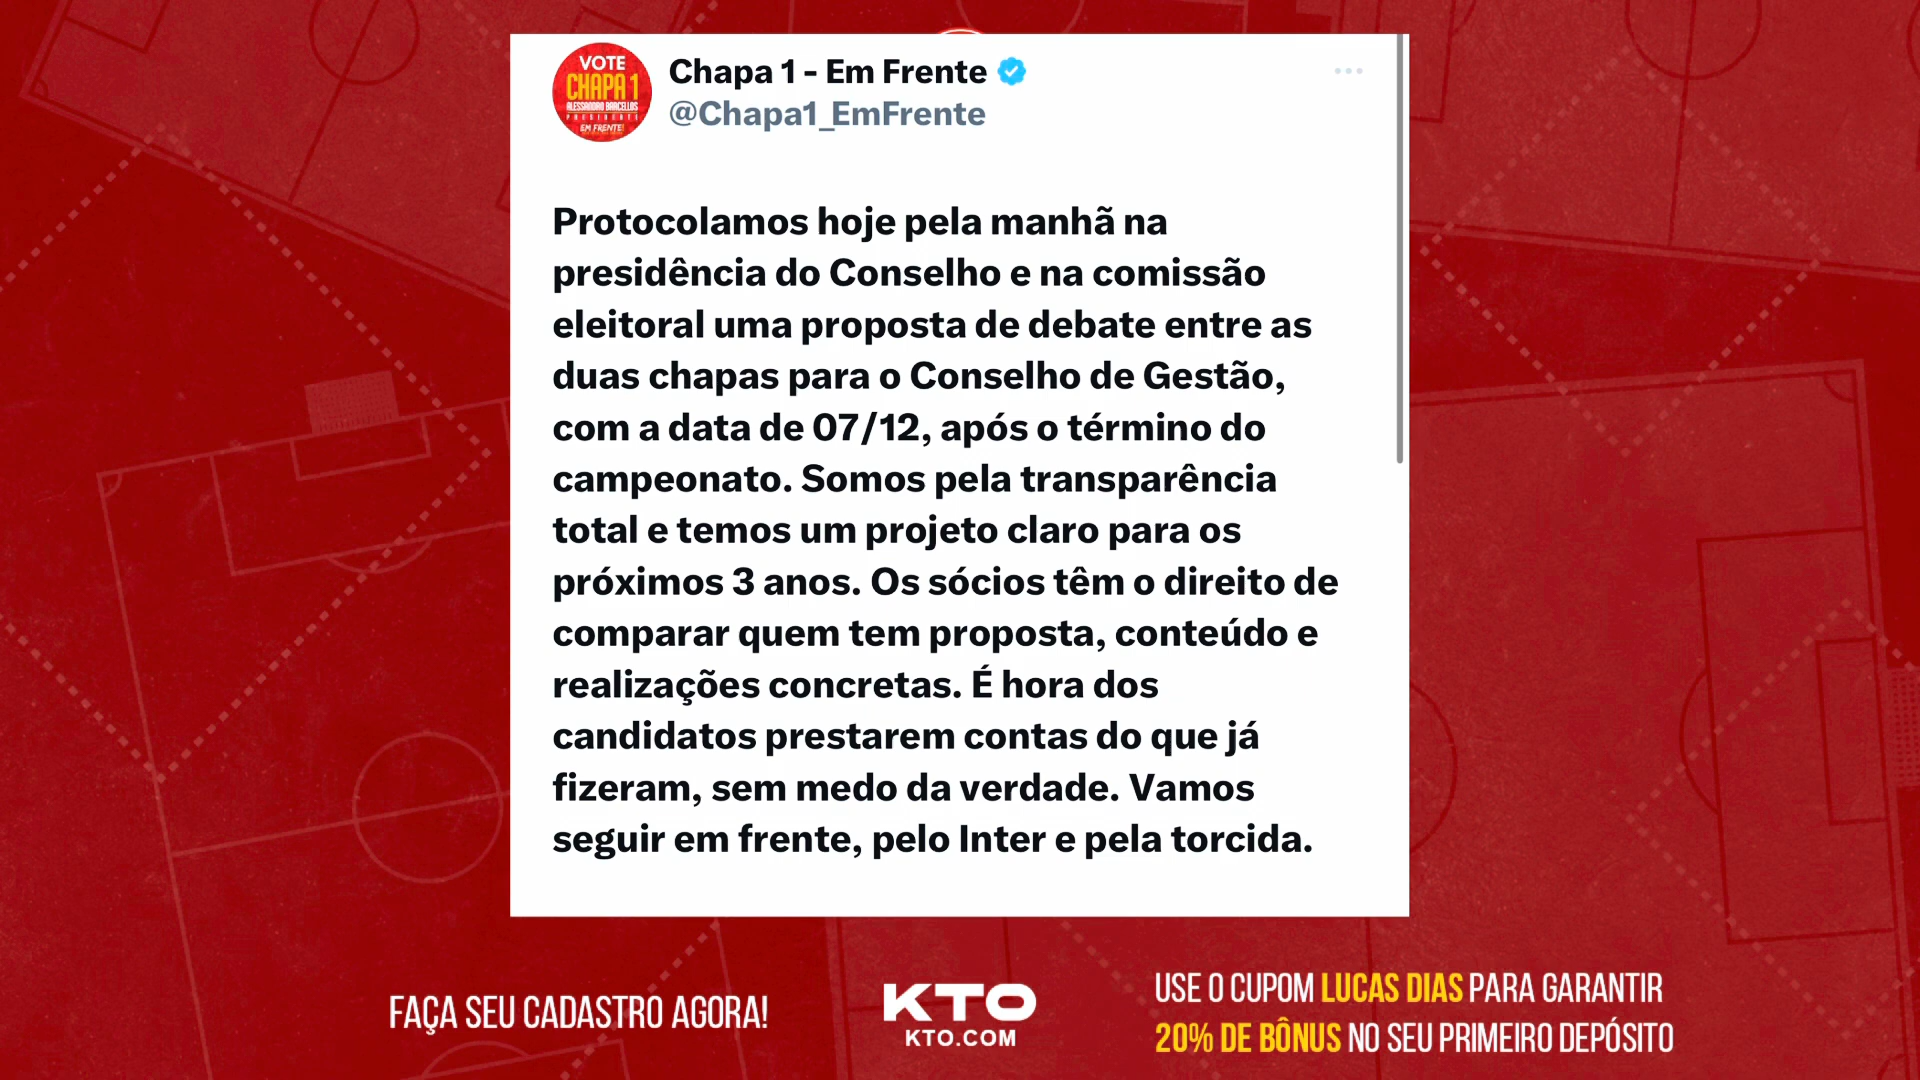 VOTE
CHAPA 1
ALESSANDRO BARCELLOS
PRESIDENTE
EM FRENTE!
Chapa 1 - Em Frente
@Chapa1_EmFrente
Protocolamos hoje pela manhã na
presidência do Conselho e na comissão
eleitoral uma proposta de debate entre as
duas chapas para o Conselho de Gestão,
com a data de 07/12, após o término do
campeonato. Somos pela transparência
total e temos um projeto claro para os
próximos 3 anos. Os sócios têm o direito de
comparar quem tem proposta, conteúdo e
realizações concretas. É hora dos
candidatos prestarem contas do que já
fizeram, sem medo da verdade. Vamos
seguir em frente, pelo Inter e pela torcida.
FAÇA SEU CADASTRO AGORA!
KTO
KTO.COM
USE O CUPOM LUCAS DIAS PARA GARANTIR
20% DE BÔNUS NO SEU PRIMEIRO DEPÓSITO